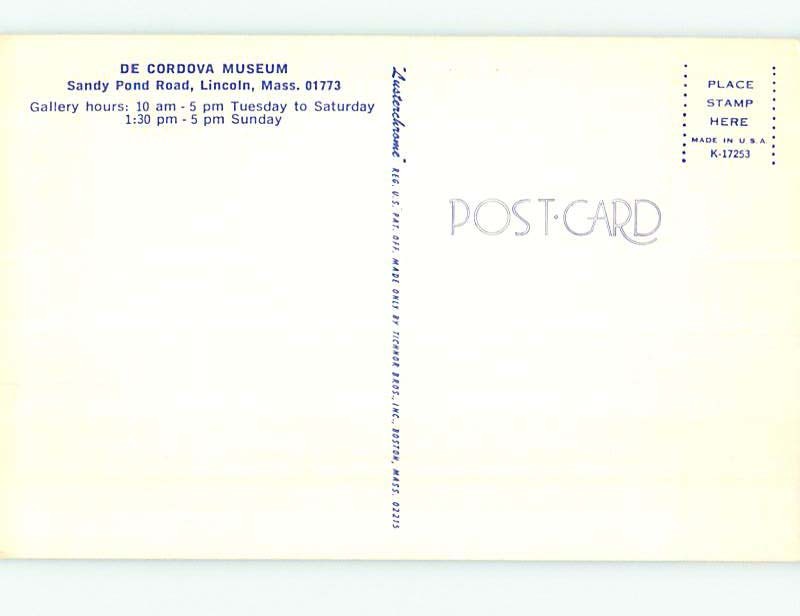 DE CORDOVA MUSEUM
Sandy Pond Road, Lincoln, Mass. 01773
Gallery hours: 10 am - 5 pm Tuesday to Saturday
1:30 pm - 5 pm Sunday
"Lusterchrome" REG. U.S. PAT. OFF. MADE ONLY BY TICHNOR BROS., INC., BOSTON, MASS. 02215
POST·CARD
PLACE
STAMP
HERE
MADE IN U.S.A.
K-17253